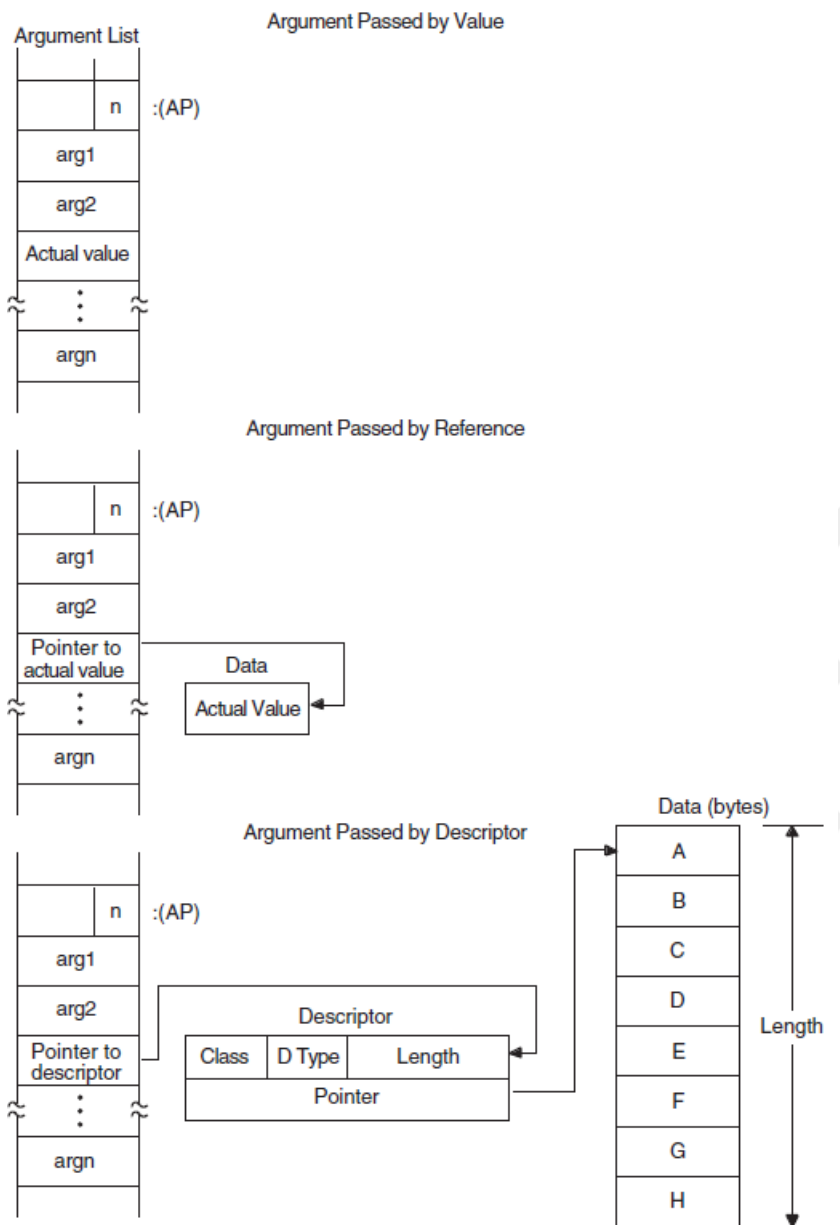 Argument Passed by Value
Argument List
n :(AP)
arg1
arg2
Actual value
argn
Argument Passed by Reference
n :(AP)
arg1
arg2
Pointer to
actual value
Data
Actual Value
argn
Argument Passed by Descriptor
Data (bytes)
n :(AP)
arg1
arg2
Pointer to
descriptor
argn
Descriptor
Class D Type Length
Pointer
A
B
C
D
E
F
G
H
Length